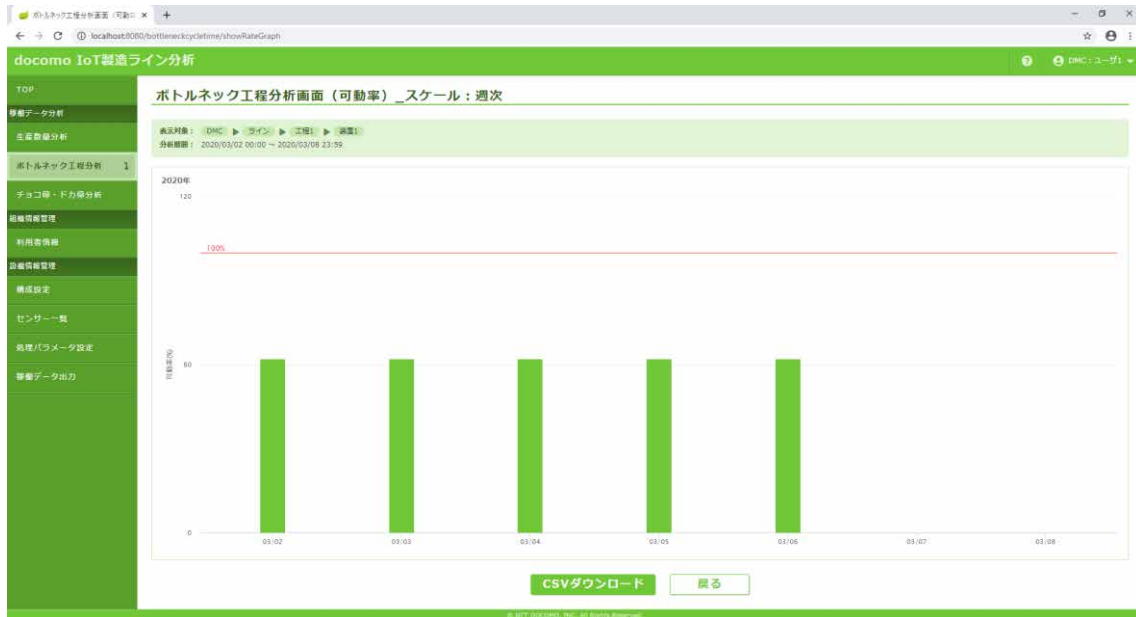 ボトルネック工程分析画面（可動
localhost:8080/bottleneckcycletime/showRateGraph
docomo IoT製造ライン分析
DMC：ユーザ1
TOP
稼働データ分析
生産数量分析
ボトルネック工程分析 1
チョコ停・ドカ停分析
組織情報管理
利用者情報
設備情報管理
構成設定
センサー一覧
処理パラメータ設定
稼働データ出力
ボトルネック工程分析画面（可動率）_スケール：週次
表示対象： DMC ▶ ライン ▶ 工程1 ▶ 装置1
分析期間： 2020/03/02 00:00 ～ 2020/03/08 23:59
2020年
120
100%
可動率(%)
60
0
03/02 03/03 03/04 03/05 03/06 03/07 03/08
CSVダウンロード 戻る
© NTT DOCOMO, INC. All Rights Reserved.